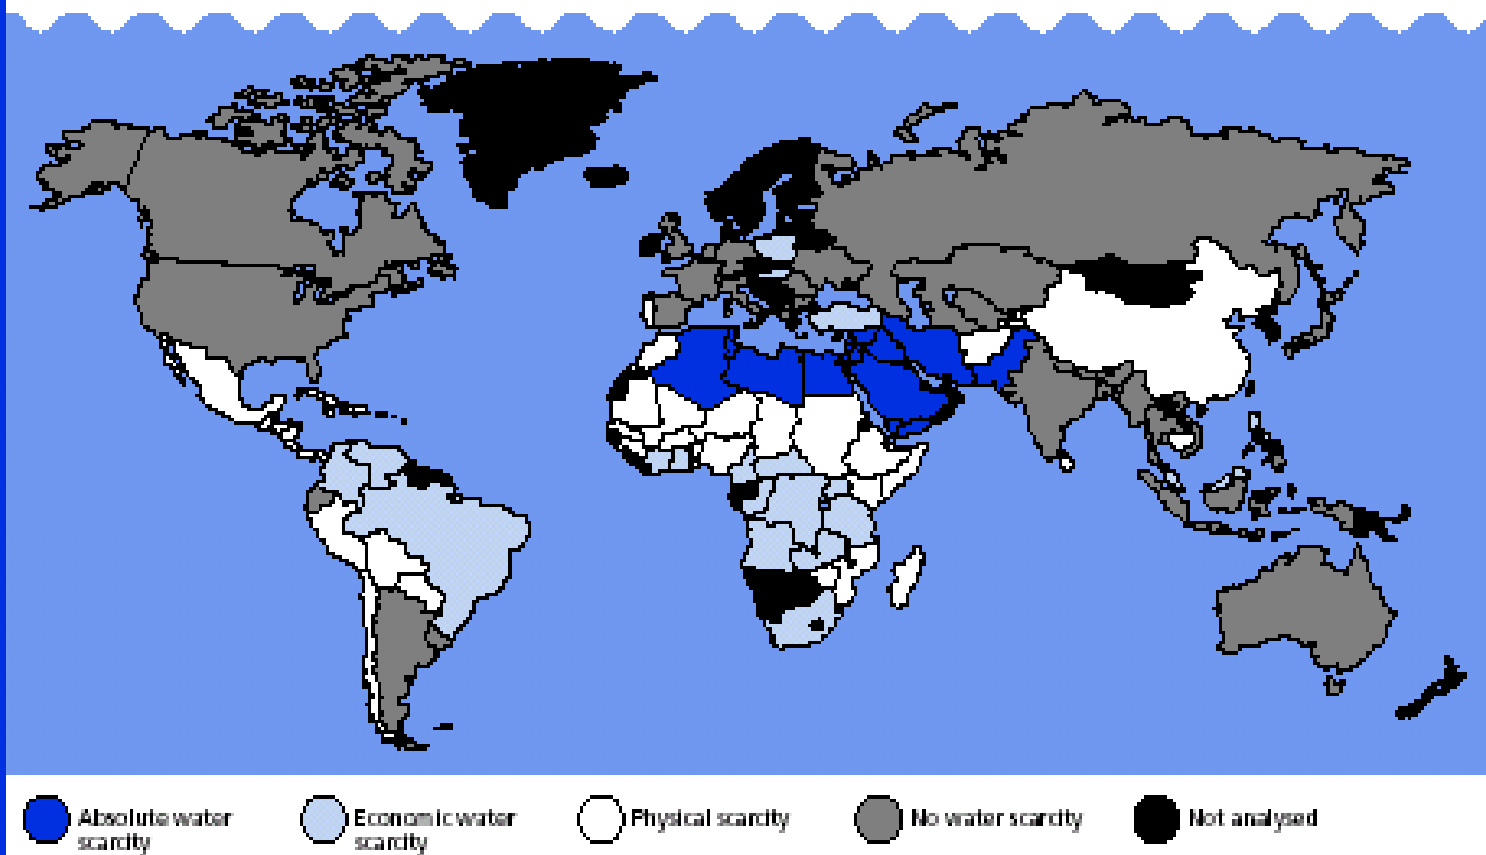 Absolute water
scarcity
Economic water
scarcity
Physical scarcity
No water scarcity
Not analysed